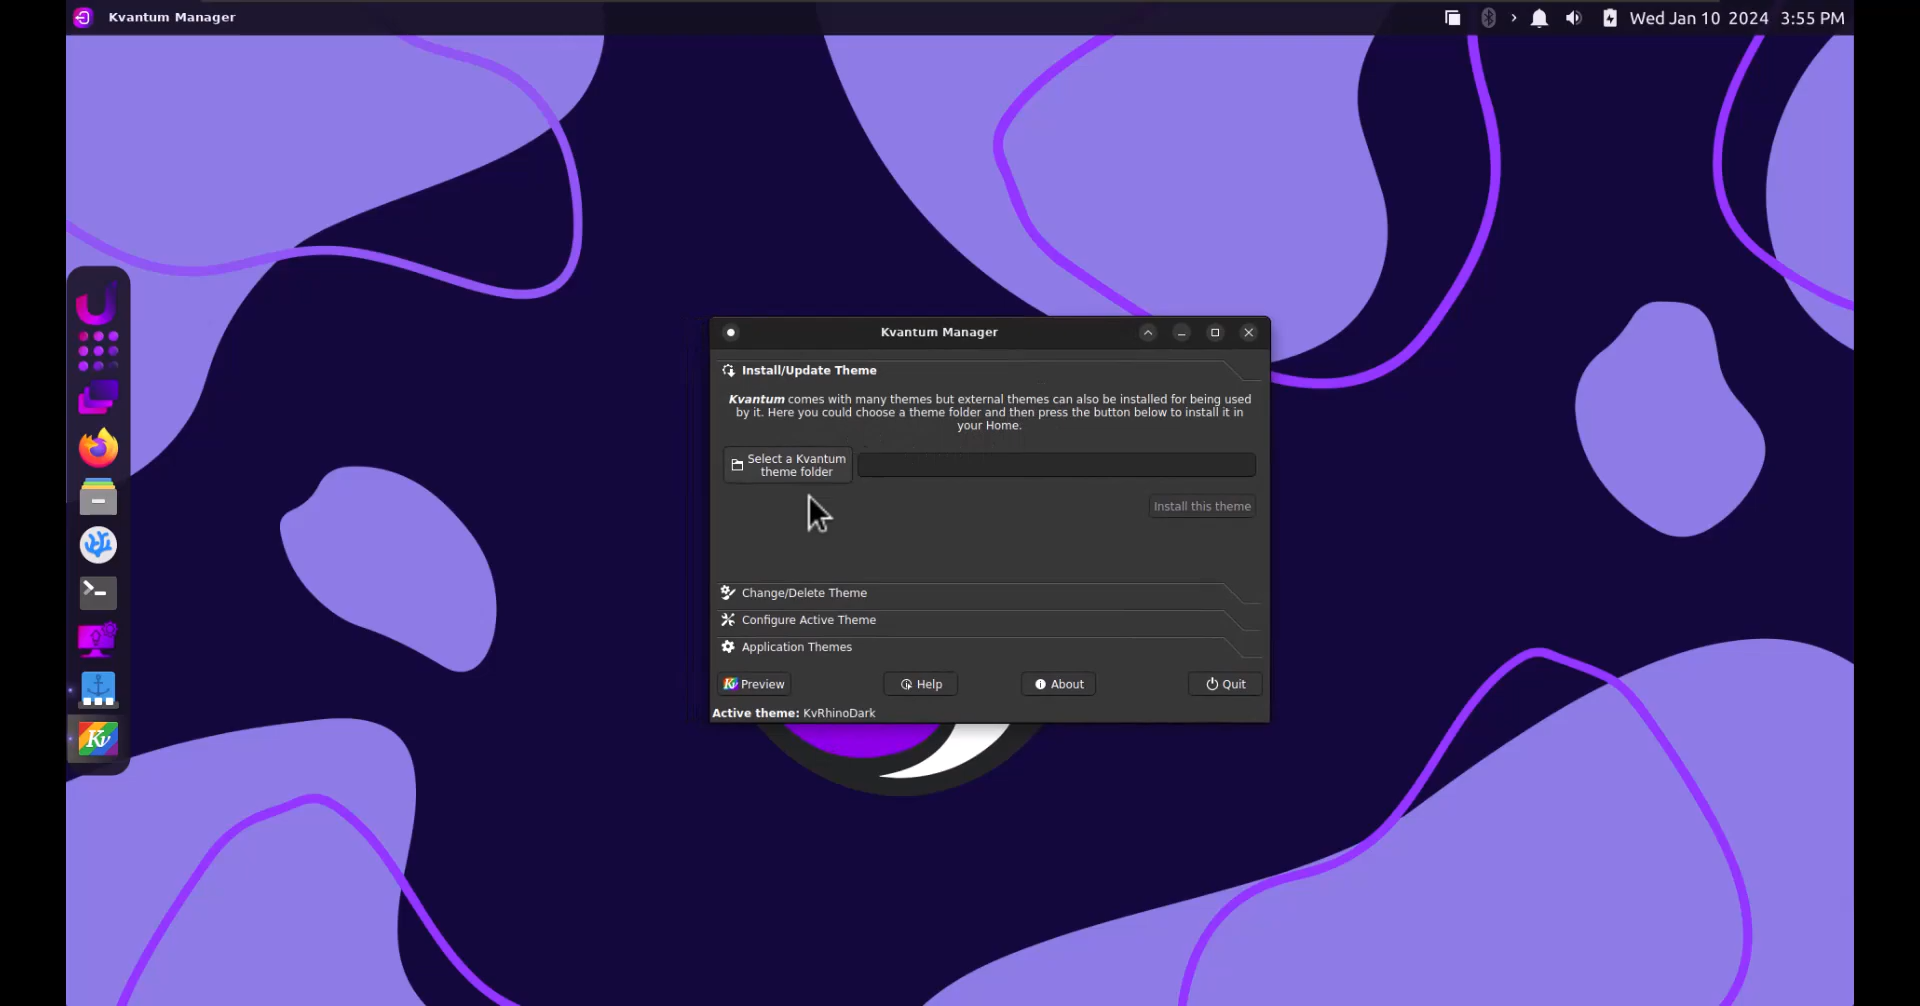 Kvantum Manager
Wed Jan 10 2024 3:55 PM
Kvantum Manager
Install/Update Theme
Kvantum comes with many themes but external themes can also be installed for being used
by it. Here you could choose a theme folder and then press the button below to install it in
your Home.
Select a Kvantum
theme folder
Install this theme
Change/Delete Theme
Configure Active Theme
Application Themes
Kv Preview
Help
About
Quit
Active theme: KvRhinoDark
Kv